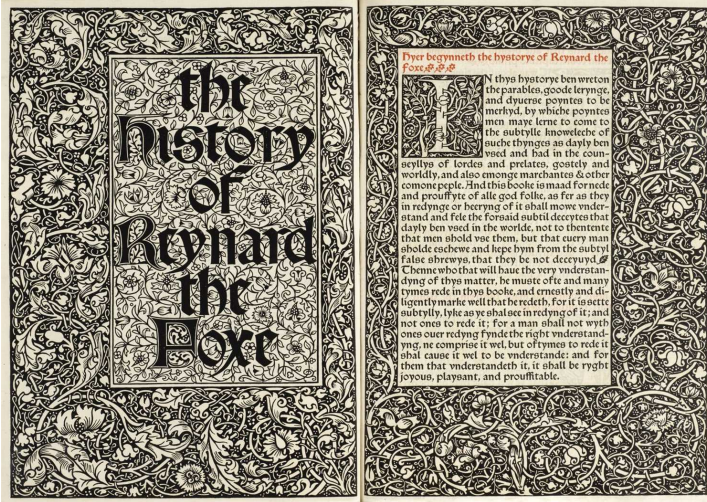 the
history
of
Reynard
the
Foxe
Hyer begynneth the hystorye of Reynard the
Foxe
IN thys hystorye ben wreton
the parables, goode lerynge,
and dyuerse poyntes to be
merkyd, by whiche poyntes
men maye lerne to come to
the subtylle knoweleche of
suche thynges as dayly ben
vsed and had in the coun-
seyllys of lordes and prelates, gostely and
worldly, and also emonge marchantes & other
comone peple. And this booke is maad for nede
and prouffyte of alle god folke, as fer as they
in redynge or heeryng of it shall mowe vnder-
stand and fele the forsaid subtil deceytes that
dayly ben vsed in the worlde, not to thentente
that men shold vse them, but that euery man
sholde eschewe and kepe hym from the subtyl
false shrewys, that they be not deceyuyd
Thenne who that will haue the very vnderstan-
dyng of thys matter, he muste ofte and many
tymes rede in thys booke, and ernestly and di-
ligently marke well that he redeth, for it is sette
subtylly, lyke as ye shal see in redyng of it; and
not ones to rede it; for a man shall not wyth
ones ouer redyng fynde the right vnderstand-
yng, ne comprise it wel, but oftymes to rede it
shal cause it wel to be vnderstande: and for
them that vnderstandeth it, it shall be ryght
joyous, playsant, and prouffitable.